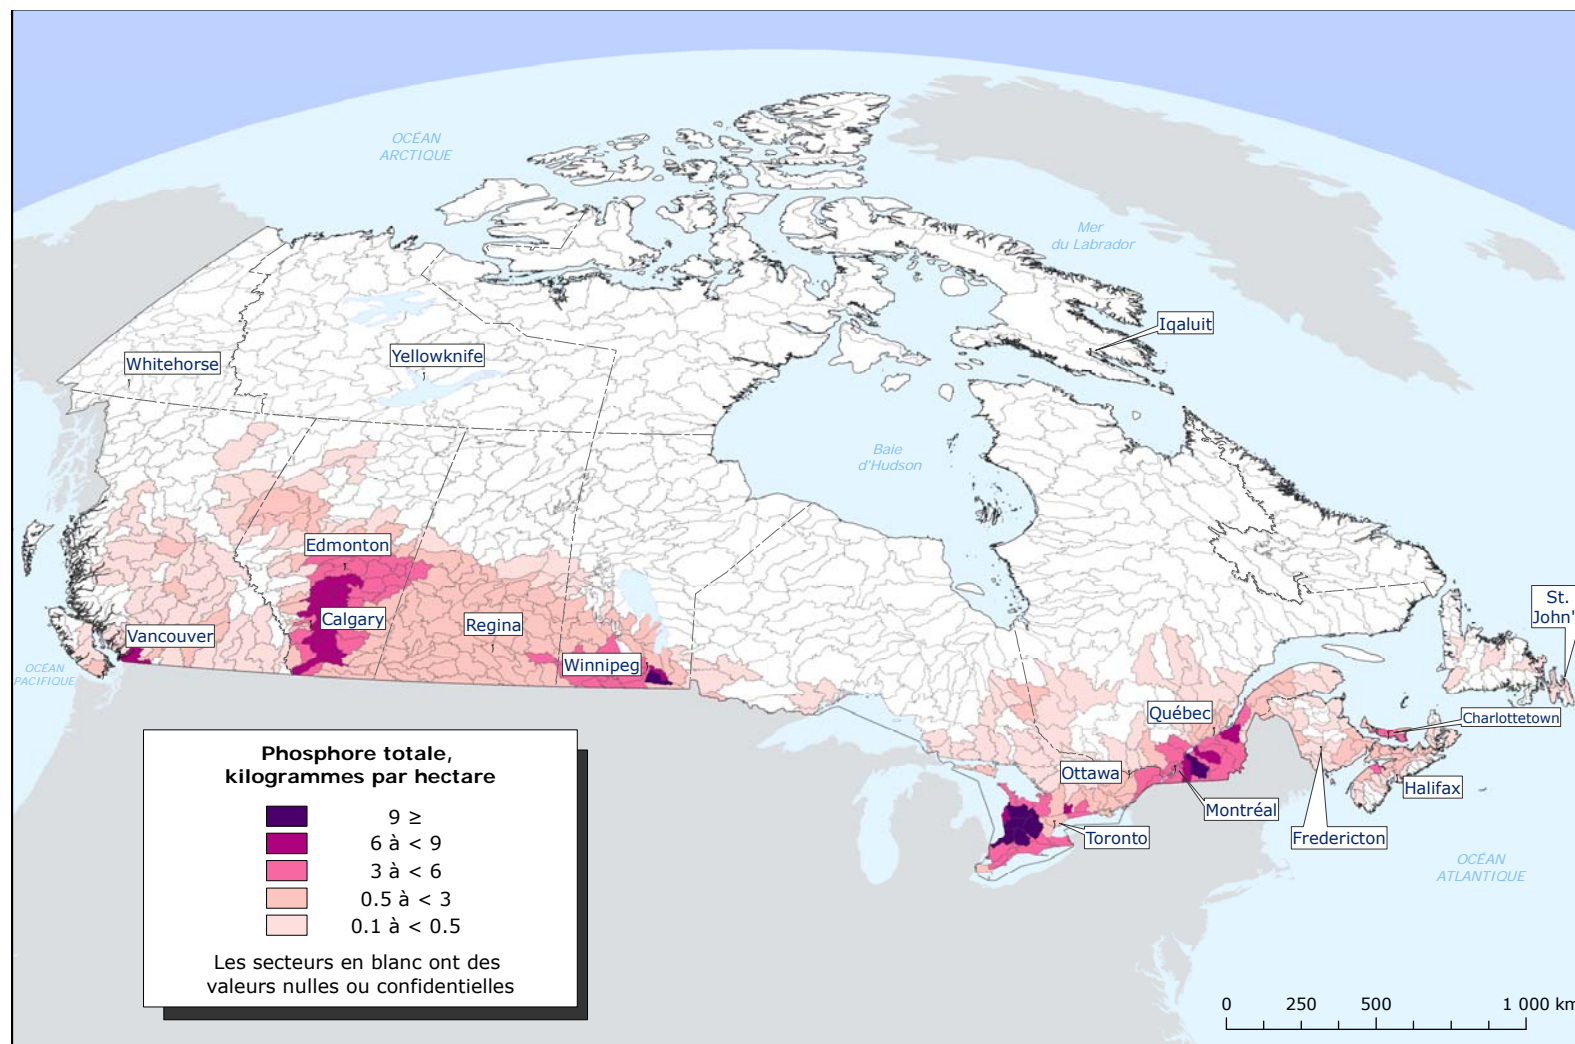 OCÉAN
ARCTIQUE
Mer
du Labrador
Iqaluit
Whitehorse
Yellowknife
Baie
d'Hudson
Edmonton
Calgary
Regina
Vancouver
Winnipeg
OCÉAN
PACIFIQUE
St.
John'
Québec
Charlottetown
Ottawa
Halifax
Montréal
Toronto
Fredericton
OCÉAN
ATLANTIQUE
Phosphore totale,
kilogrammes par hectare
9 ≥
6 à < 9
3 à < 6
0.5 à < 3
0.1 à < 0.5
Les secteurs en blanc ont des
valeurs nulles ou confidentielles
0 250 500 1 000 km